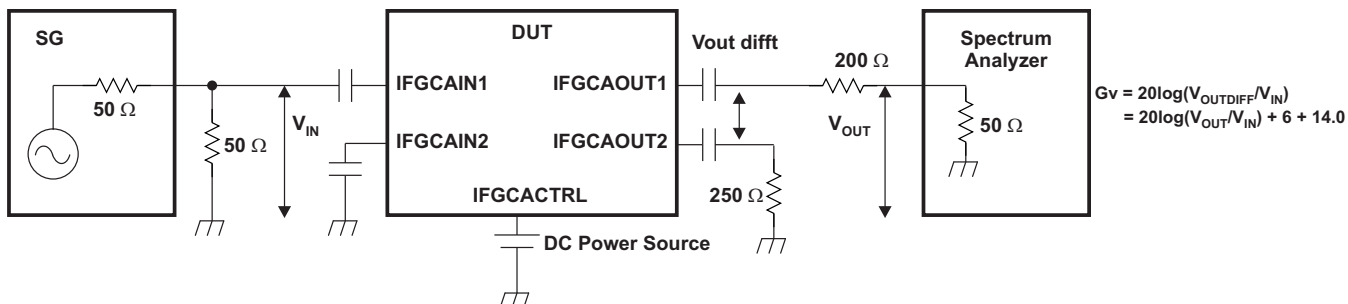 SG
50 Ω
50 Ω
V_IN
DUT
IFGCAIN1
IFGCAIN2
IFGCAOUT1
IFGCAOUT2
IFGCACTRL
DC Power Source
Vout difft
200 Ω
250 Ω
V_OUT
Spectrum
Analyzer
50 Ω
Gv = 20log(V_OUTDIFF/V_IN)
= 20log(V_OUT/V_IN) + 6 + 14.0